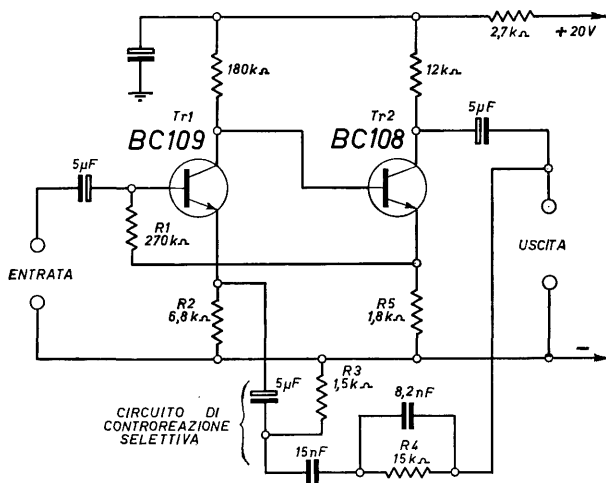 2,7kΩ
+20V
180kΩ
12kΩ
Tr1
BC109
Tr2
BC108
5µF
5µF
R1
270kΩ
ENTRATA
USCITA
R2
6,8kΩ
R5
1,8kΩ
–
R3
1,5kΩ
5µF
CIRCUITO DI
CONTROREAZIONE
SELETTIVA
8,2nF
15nF
R4
15kΩ